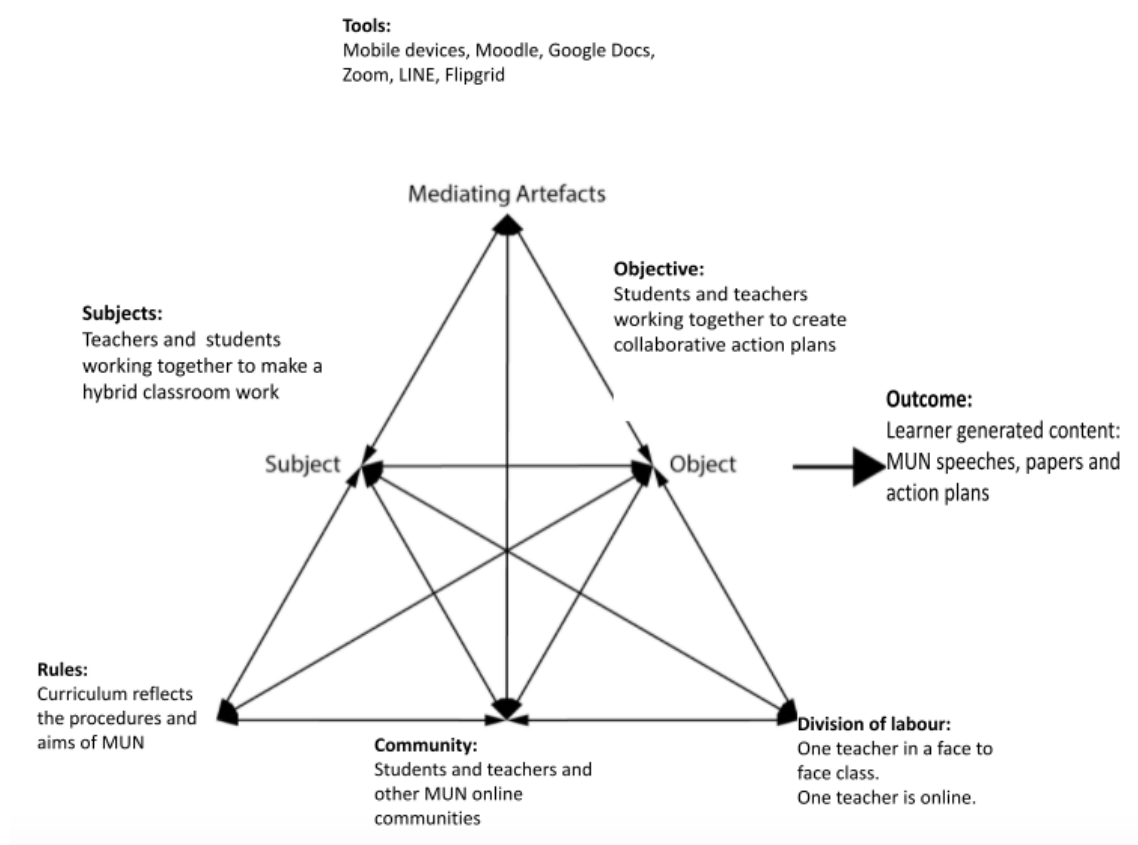 Tools:
Mobile devices, Moodle, Google Docs,
Zoom, LINE, Flipgrid
Mediating Artefacts
Objective:
Students and teachers
working together to create
collaborative action plans
Subjects:
Teachers and students
working together to make a
hybrid classroom work
Outcome:
Learner generated content:
MUN speeches, papers and
action plans
Subject
Object
Rules:
Curriculum reflects
the procedures and
aims of MUN
Community:
Students and teachers and
other MUN online
communities
Division of labour:
One teacher in a face to
face class.
One teacher is online.